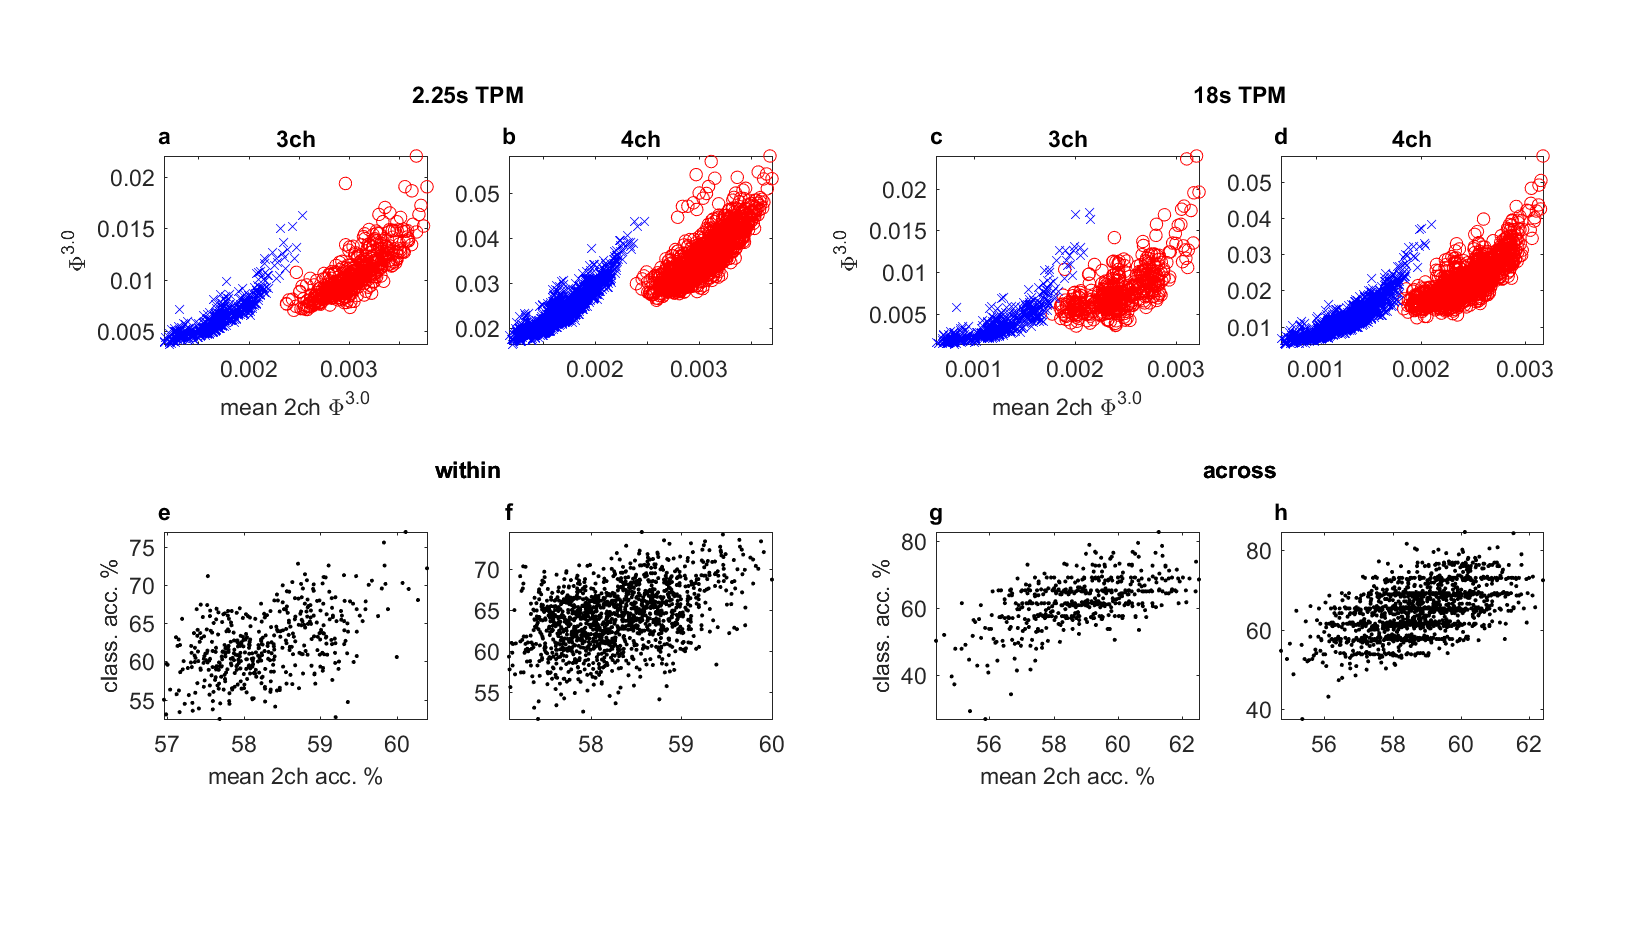 2.25s TPM
18s TPM
a 3ch
b 4ch
c 3ch
d 4ch
Φ3.0
0.02
0.015
0.01
0.005
0.002 0.003
mean 2ch Φ3.0
0.05
0.04
0.03
0.02
0.002 0.003
Φ3.0
0.02
0.015
0.01
0.005
0.001 0.002 0.003
mean 2ch Φ3.0
0.05
0.04
0.03
0.02
0.01
0.001 0.002 0.003
within
across
e
f
g
h
class. acc. %
75
70
65
60
55
57 58 59 60
mean 2ch acc. %
70
65
60
55
58 59 60
class. acc. %
80
60
40
56 58 60 62
mean 2ch acc. %
80
60
40
56 58 60 62